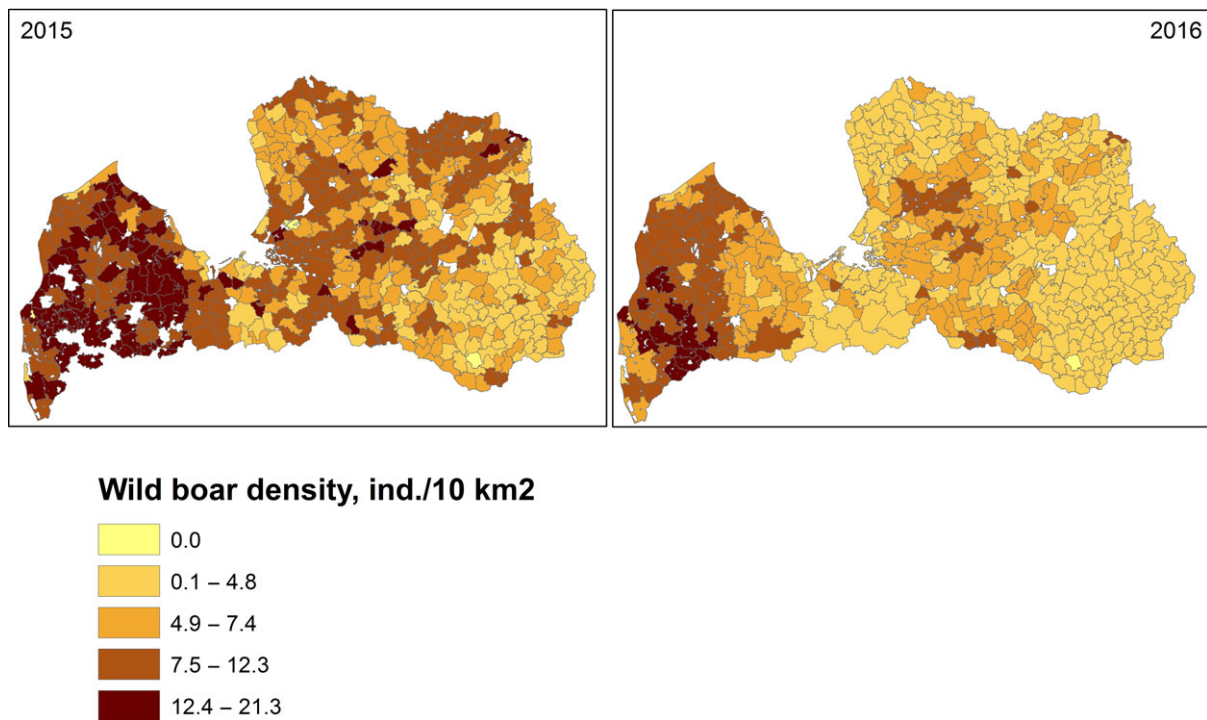 2015
2016
Wild boar density, ind./10 km2
0.0
0.1 – 4.8
4.9 – 7.4
7.5 – 12.3
12.4 – 21.3